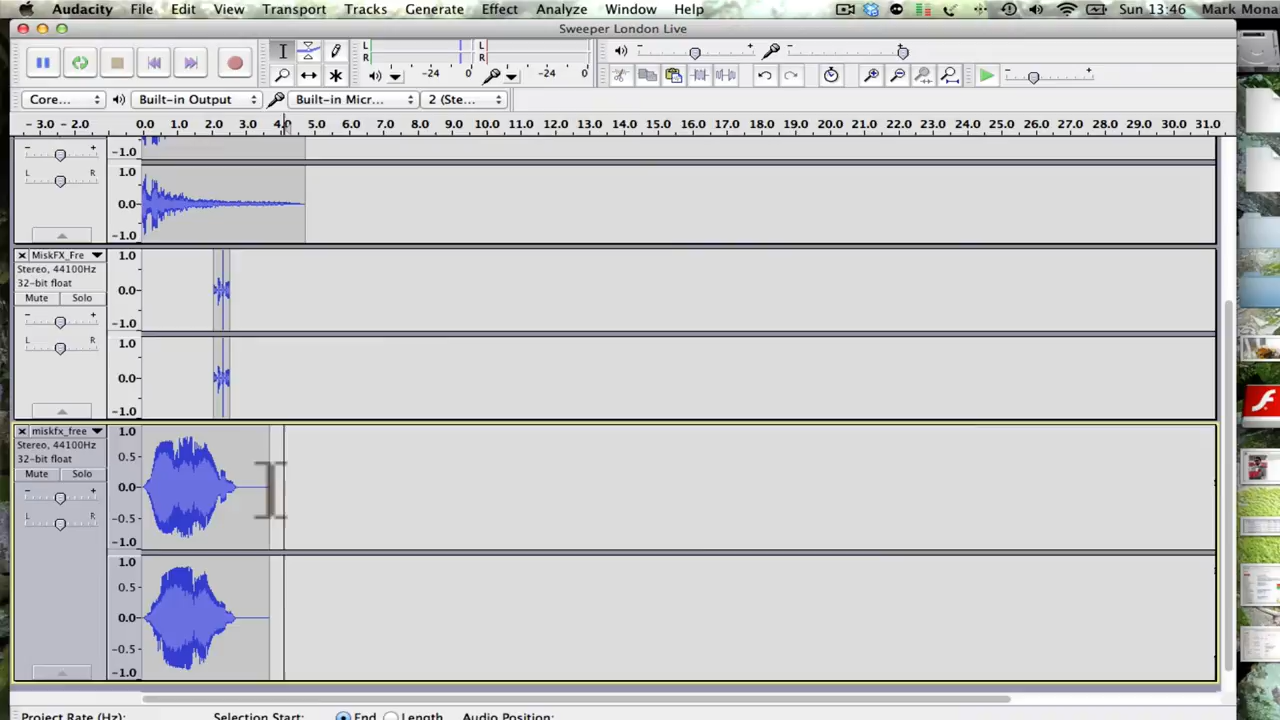 Audacity File Edit View Transport Tracks Generate Effect Analyze Window Help Sun 13:46 Mark Mona
Sweeper London Live
L
R
-24 0
L
R
-24 0
Core... Built-in Output Built-in Micr... 2 (Ste...
- 3.0 - 2.0 0.0 1.0 2.0 3.0 4.0 5.0 6.0 7.0 8.0 9.0 10.0 11.0 12.0 13.0 14.0 15.0 16.0 17.0 18.0 19.0 20.0 21.0 22.0 23.0 24.0 25.0 26.0 27.0 28.0 29.0 30.0 31.0
- +
L R
-1.0
1.0
0.0
-1.0
MiskFX_Fre
Stereo, 44100Hz
32-bit float
Mute Solo
- +
L R
1.0
0.0
-1.0
1.0
0.0
-1.0
miskfx_free
Stereo, 44100Hz
32-bit float
Mute Solo
- +
L R
1.0
0.5
0.0
-0.5
-1.0
1.0
0.5
0.0
-0.5
-1.0
Project Rate (Hz): Selection Start: End Length Audio Position: